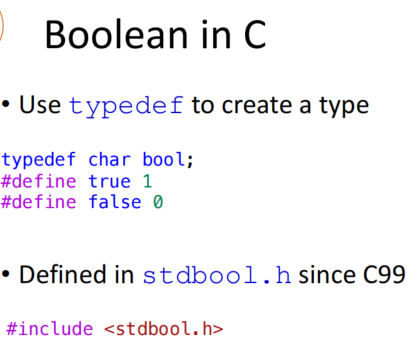 Boolean in C
• Use typedef to create a type
typedef char bool;
#define true 1
#define false 0
• Defined in stdbool.h since C99
#include <stdbool.h>